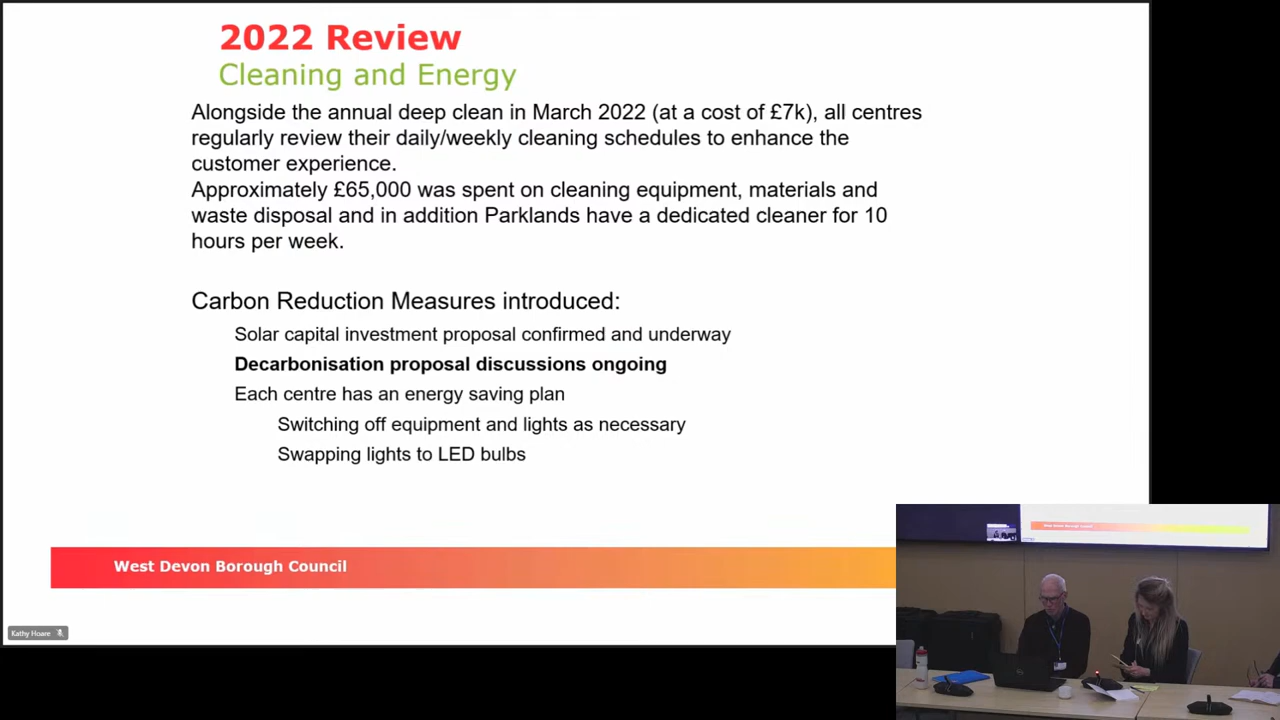 2022 Review
Cleaning and Energy
Alongside the annual deep clean in March 2022 (at a cost of £7k), all centres
regularly review their daily/weekly cleaning schedules to enhance the
customer experience.
Approximately £65,000 was spent on cleaning equipment, materials and
waste disposal and in addition Parklands have a dedicated cleaner for 10
hours per week.
Carbon Reduction Measures introduced:
Solar capital investment proposal confirmed and underway
Decarbonisation proposal discussions ongoing
Each centre has an energy saving plan
Switching off equipment and lights as necessary
Swapping lights to LED bulbs
West Devon Borough Council
Kathy Hoare